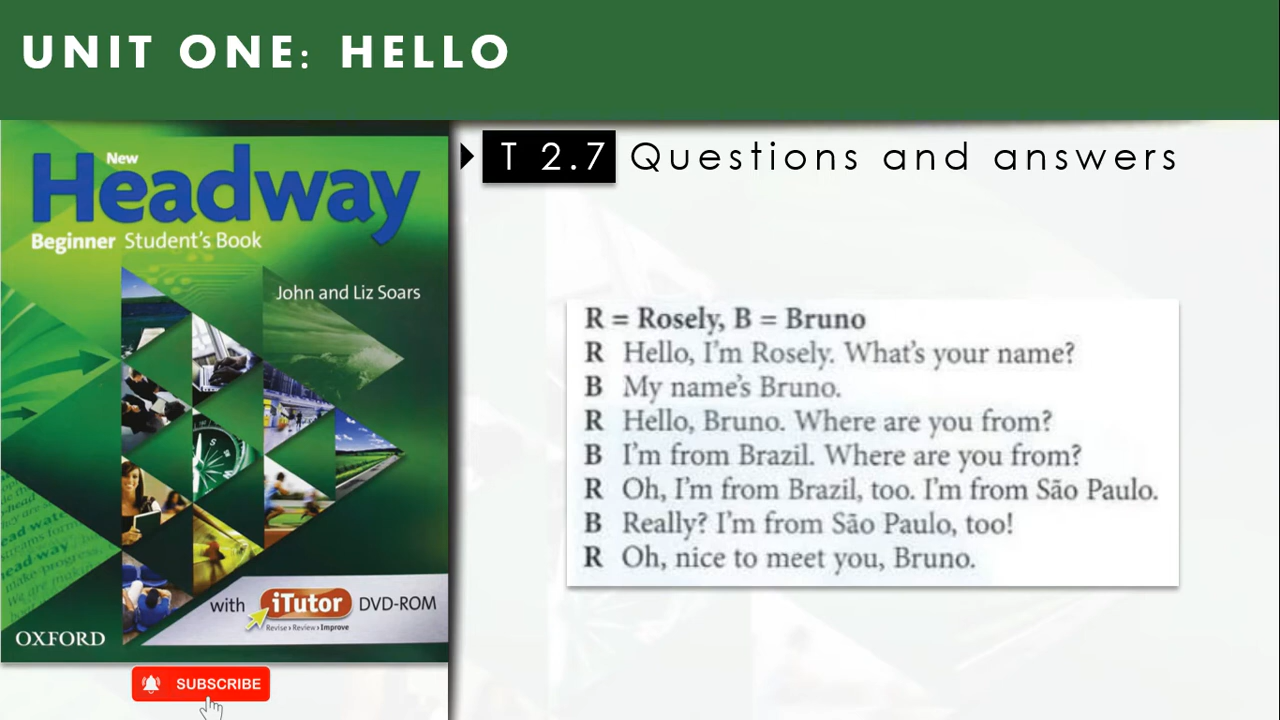 UNIT ONE: HELLO
New
Headway
Beginner Student's Book
John and Liz Soars
with iTutor DVD-ROM
Revise › Review › Improve
OXFORD
SUBSCRIBE
T 2.7 Questions and answers
R = Rosely, B = Bruno
R Hello, I'm Rosely. What's your name?
B My name's Bruno.
R Hello, Bruno. Where are you from?
B I'm from Brazil. Where are you from?
R Oh, I'm from Brazil, too. I'm from São Paulo.
B Really? I'm from São Paulo, too!
R Oh, nice to meet you, Bruno.